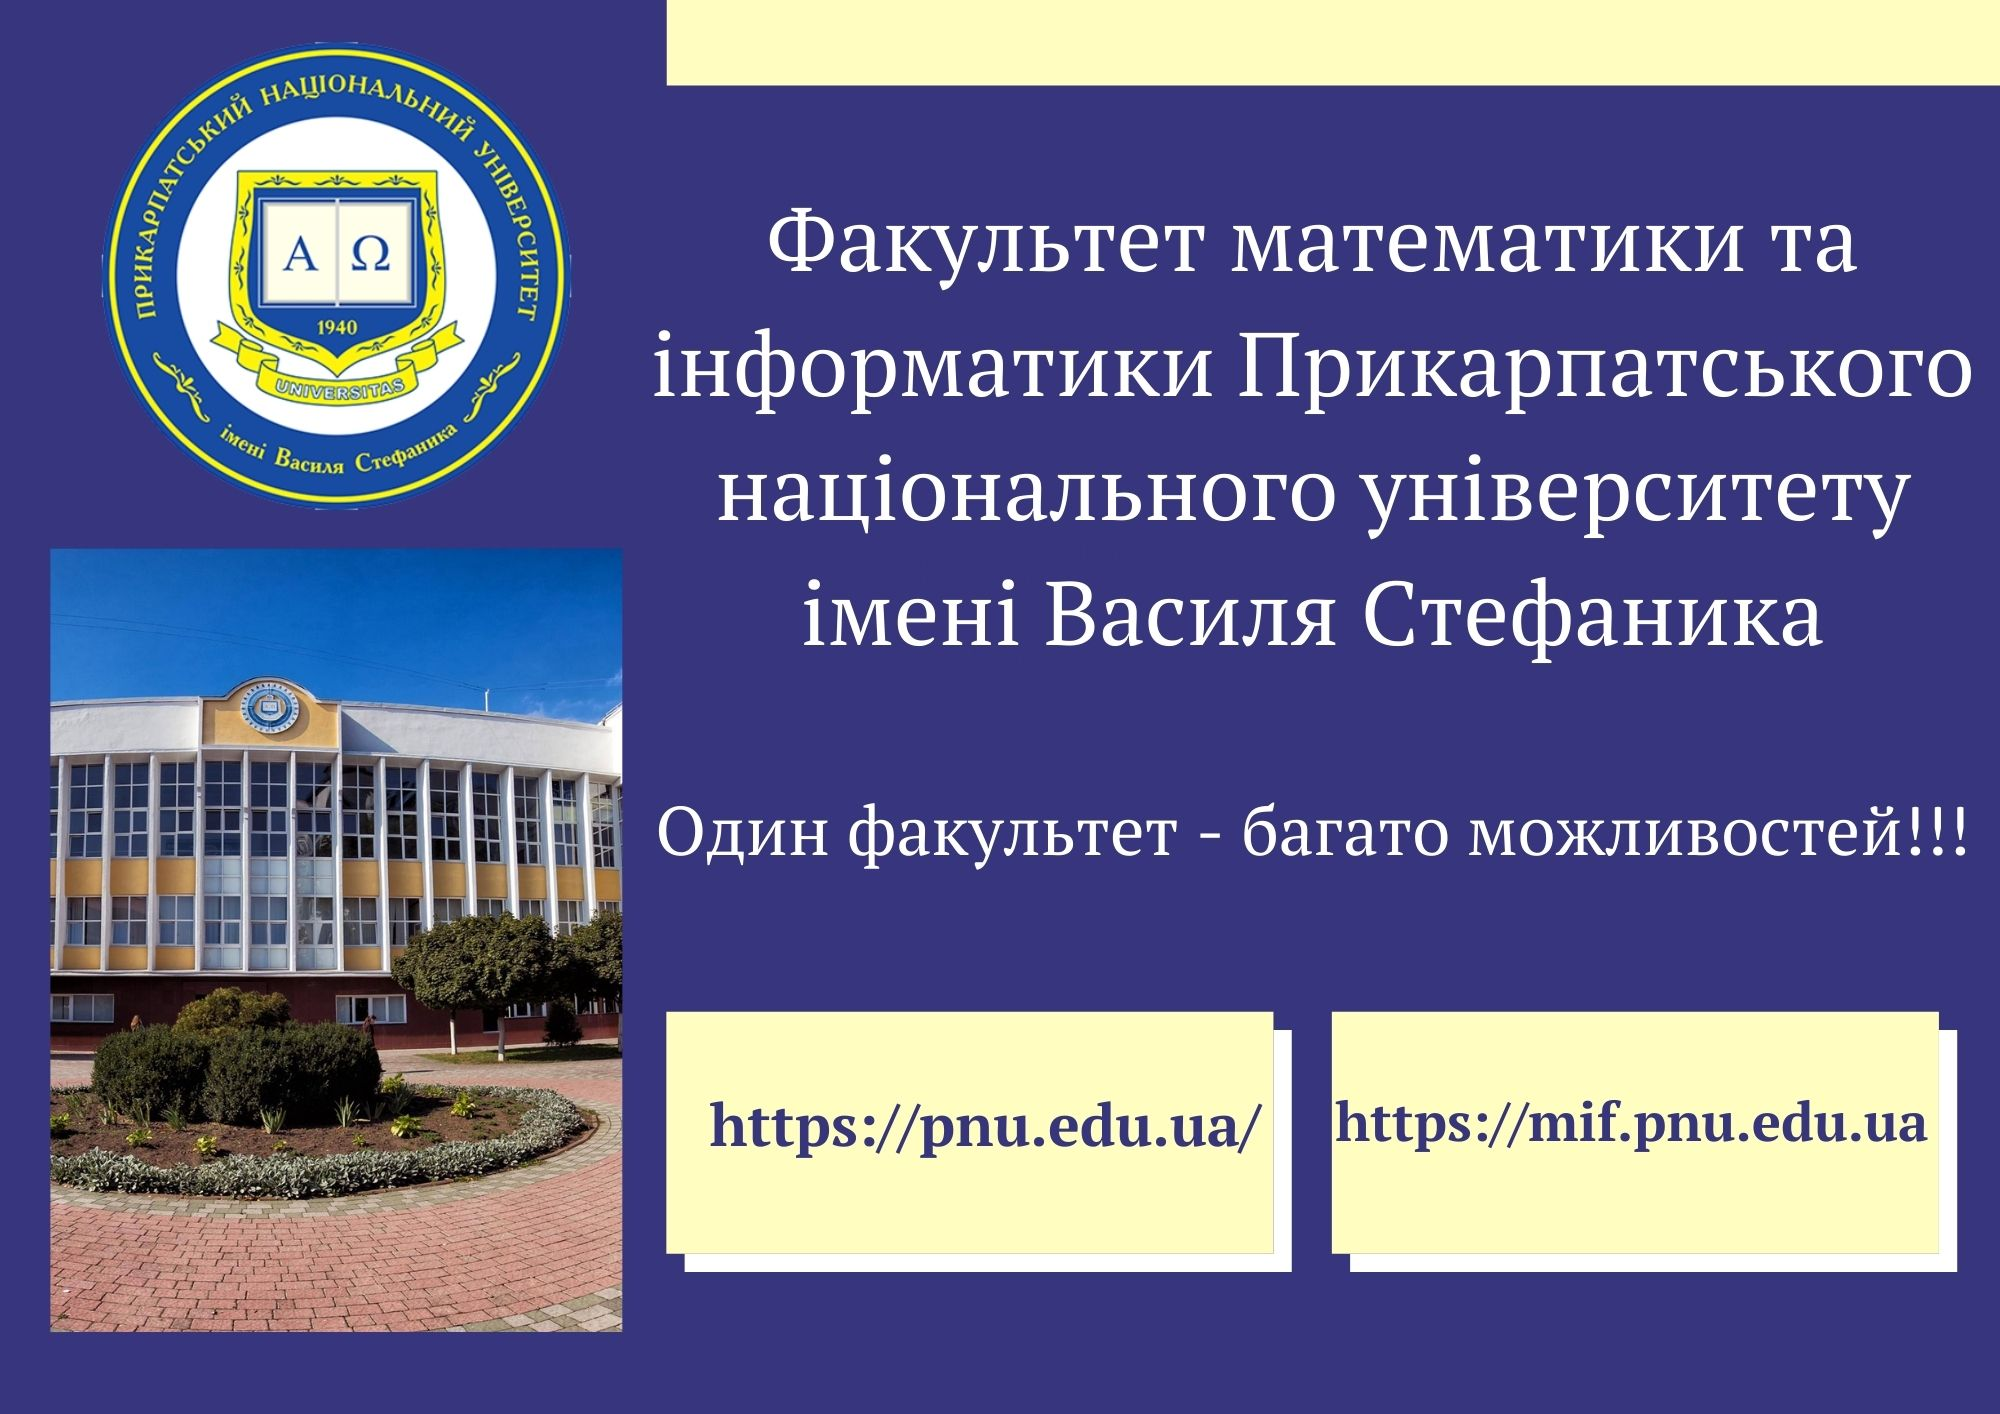 ПРИКАРПАТСЬКИЙ НАЦІОНАЛЬНИЙ УНІВЕРСИТЕТ
Α Ω
1940
UNIVERSITAS
імені Василя Стефаника
Факультет математики та
інформатики Прикарпатського
національного університету
імені Василя Стефаника
Один факультет - багато можливостей!!!
https://pnu.edu.ua/
https://mif.pnu.edu.ua